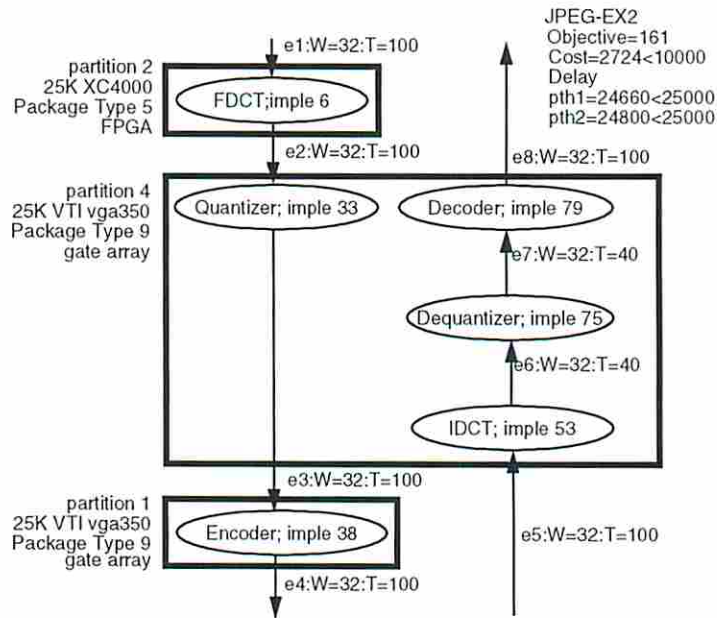 JPEG-EX2
Objective=161
Cost=2724<10000
Delay
pth1=24660<25000
pth2=24800<25000
e1:W=32:T=100
partition 2
25K XC4000
Package Type 5
FPGA
FDCT;imple 6
e2:W=32:T=100
e8:W=32:T=100
partition 4
25K VTI vga350
Package Type 9
gate array
Quantizer; imple 33
Decoder; imple 79
e7:W=32:T=40
Dequantizer; imple 75
e6:W=32:T=40
IDCT; imple 53
e3:W=32:T=100
partition 1
25K VTI vga350
Package Type 9
gate array
Encoder; imple 38
e5:W=32:T=100
e4:W=32:T=100